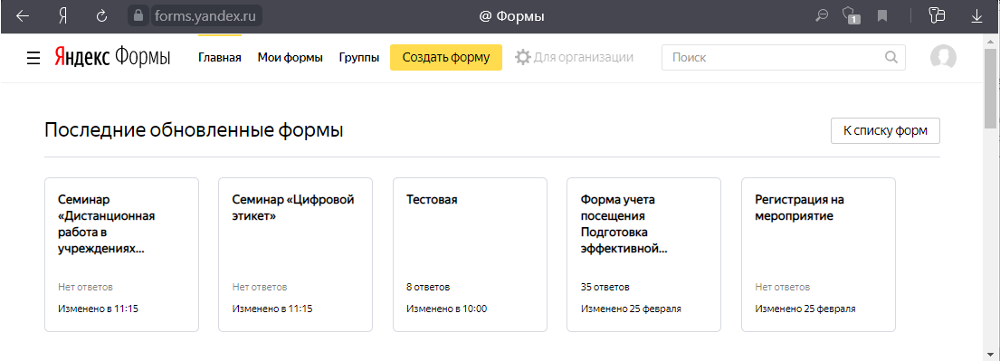 Я forms.yandex.ru @ Формы 1
Яндекс Формы Главная Мои формы Группы Создать форму Для организации Поиск
Последние обновленные формы К списку форм
Семинар
«Дистанционная
работа в
учреждениях...
Нет ответов
Изменено в 11:15
Семинар «Цифровой
этикет»
Нет ответов
Изменено в 11:15
Тестовая
8 ответов
Изменено в 10:00
Форма учета
посещения
Подготовка
эффективной...
35 ответов
Изменено 25 февраля
Регистрация на
мероприятие
Нет ответов
Изменено 25 февраля